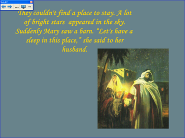 They couldn't find a place to stay. A lot
of bright stars appeared in the sky.
Suddenly Mary saw a barn. "Let's have a
sleep in this place," she said to her
husband.